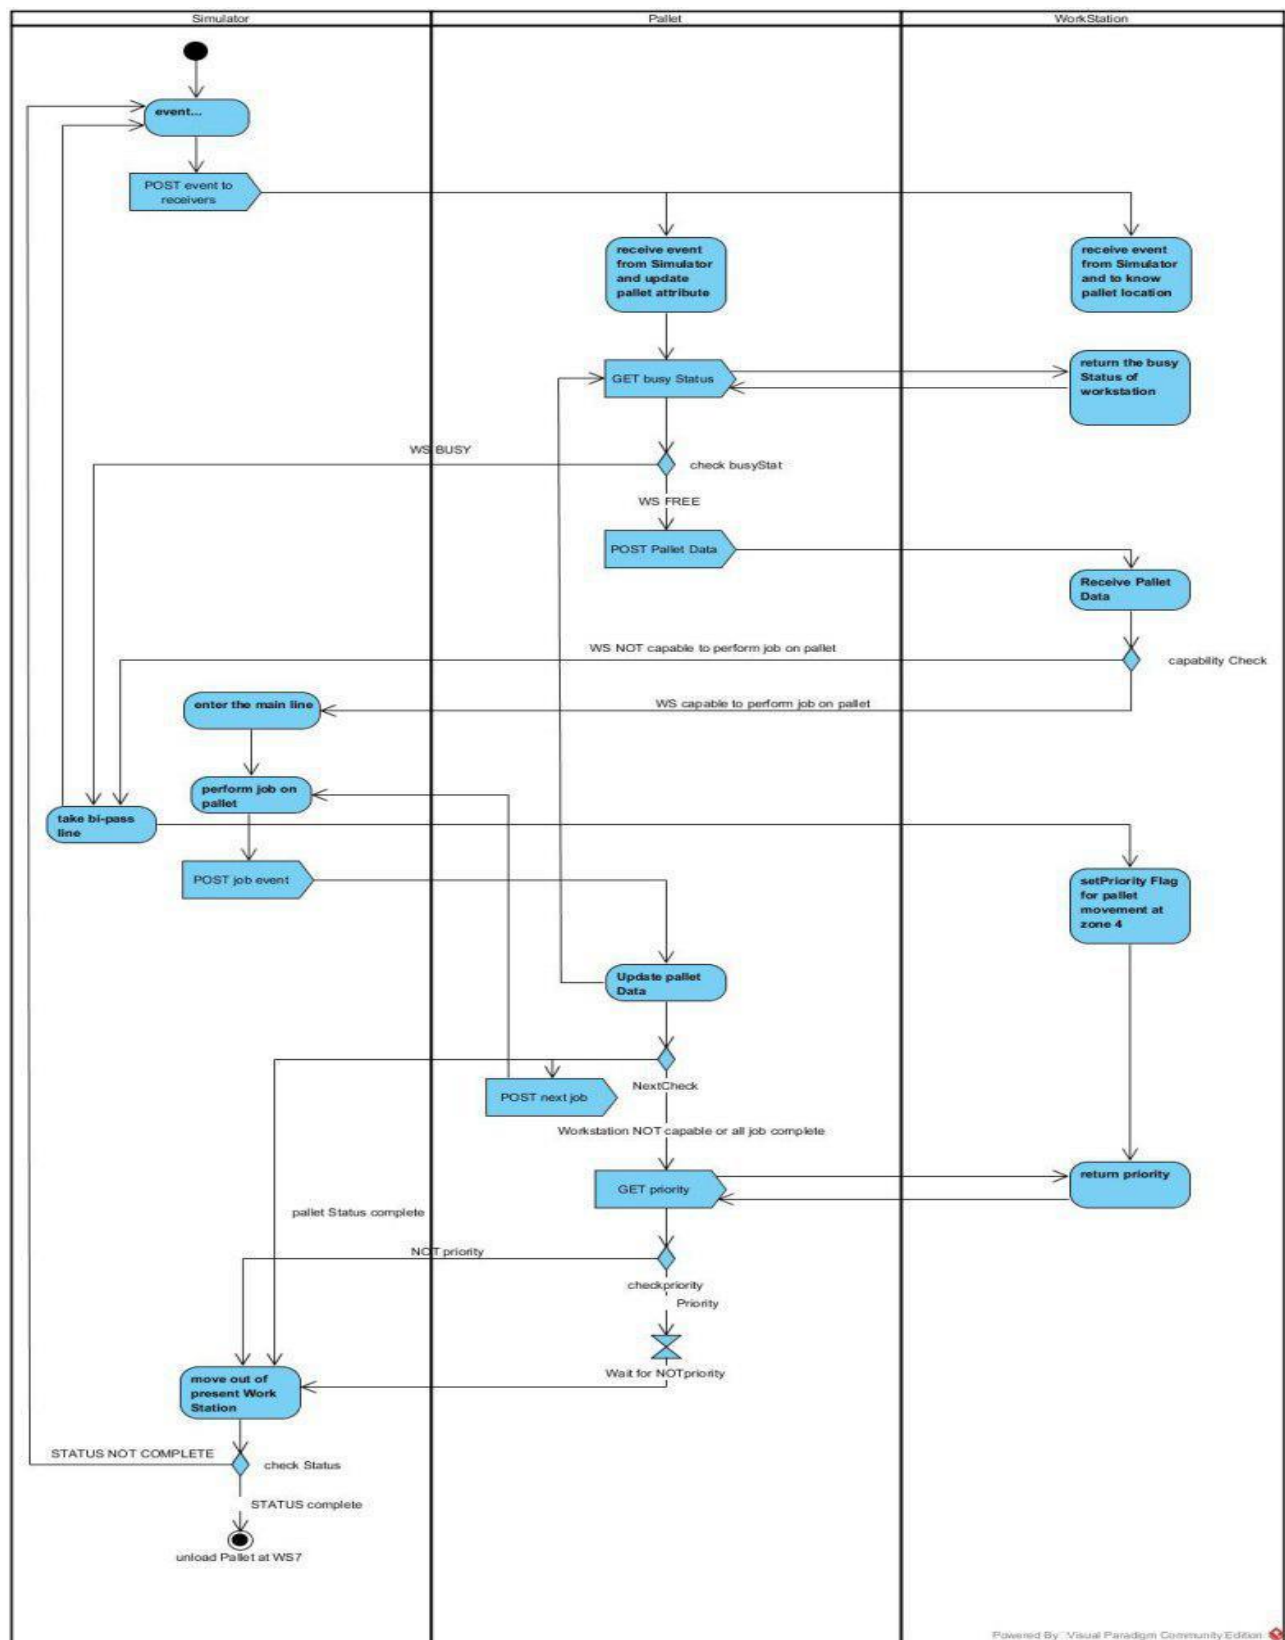 Simulator
Pallet
WorkStation
event...
POST event to
receivers
receive event
from Simulator
and update
pallet attribute
receive event
from Simulator
and to know
pallet location
GET busy Status
return the busy
Status of
workstation
WS BUSY
check busyStat
WS FREE
POST Pallet Data
Receive Pallet
Data
WS NOT capable to perform job on pallet
capability Check
enter the main line
WS capable to perform job on pallet
perform job on
pallet
take bi-pass
line
POST job event
setPriority Flag
for pallet
movement at
zone 4
Update pallet
Data
NextCheck
POST next job
Workstation NOT capable or all job complete
GET priority
return priority
pallet Status complete
NOT priority
checkpriority
Priority
Wait for NOTpriority
move out of
present Work
Station
STATUS NOT COMPLETE
check Status
STATUS complete
unload Pallet at WS7
Powered By Visual Paradigm Community Edition